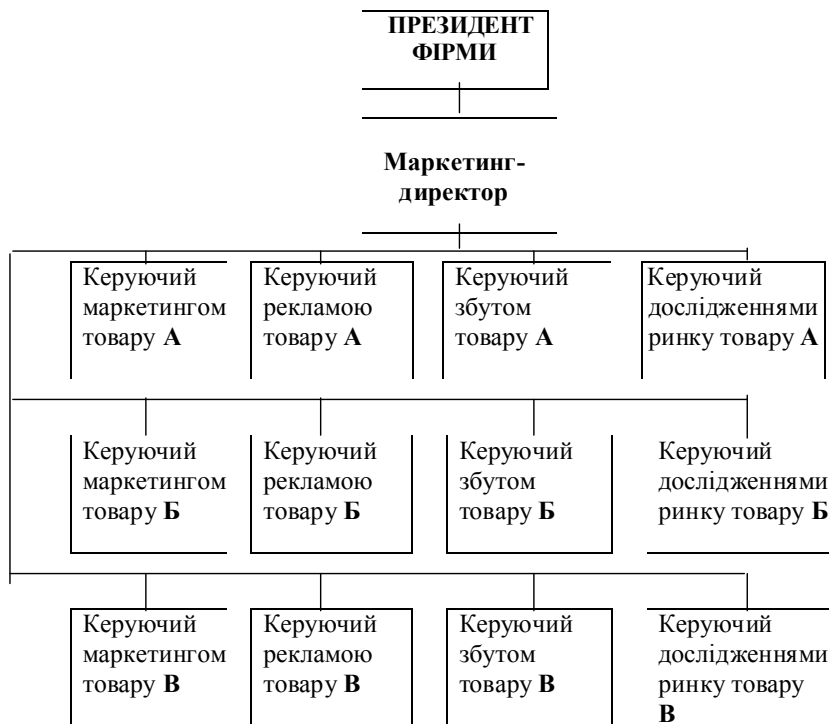 ПРЕЗИДЕНТ
ФІРМИ
Маркетинг-
директор
Керуючий
маркетингом
товару А
Керуючий
рекламою
товару А
Керуючий
збутом
товару А
Керуючий
дослідженнями
ринку товару А
Керуючий
маркетингом
товару Б
Керуючий
рекламою
товару Б
Керуючий
збутом
товару Б
Керуючий
дослідженнями
ринку товару Б
Керуючий
маркетингом
товару В
Керуючий
рекламою
товару В
Керуючий
збутом
товару В
Керуючий
дослідженнями
ринку товару
В